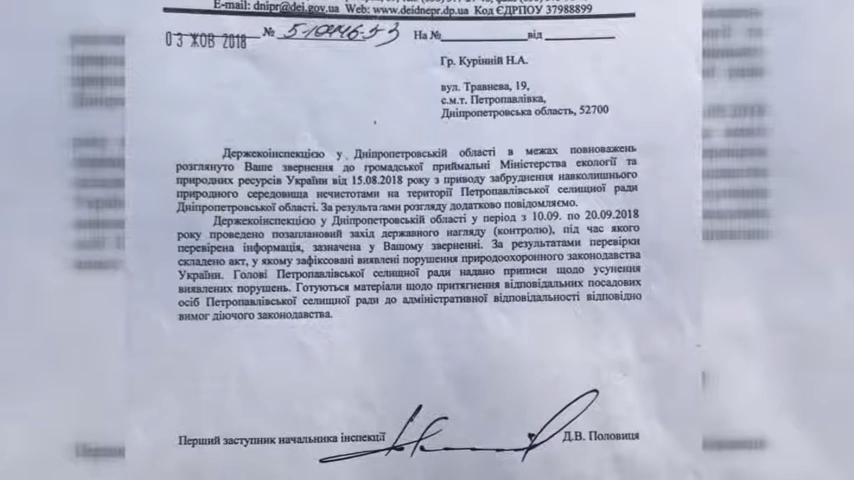 E-mail: dnipr@dei.gov.ua Web: www.deidnepr.dp.ua Код ЄДРПОУ 37988899
03 ЖОВ 2018 № На № від
Гр. Курінній Н.А.
вул. Травнева, 19,
с.м.т. Петропавлівка,
Дніпропетровська область, 52700
Держекоінспекцією у Дніпропетровській області в межах повноважень
розглянуто Ваше звернення до громадської приймальні Міністерства екології та
природних ресурсів України від 15.08.2018 року з приводу забруднення навколишнього
природного середовища нечистотами на території Петропавлівської селищної ради
Дніпропетровської області. За результатами розгляду додатково повідомляємо.
Держекоінспекцією у Дніпропетровській області у період з 10.09. по 20.09.2018
року проведено позаплановий захід державного нагляду (контролю), під час якого
перевірена інформація, зазначена у Вашому зверненні. За результатами перевірки
складено акт, у якому зафіксовані виявлені порушення природоохоронного законодавства
України. Голові Петропавлівської селищної ради надано приписи щодо усунення
виявлених порушень. Готуються матеріали щодо притягнення відповідальних посадових
осіб Петропавлівської селищної ради до адміністративної відповідальності відповідно
вимог діючого законодавства.
Перший заступник начальника інспекції Д.В. Половиця